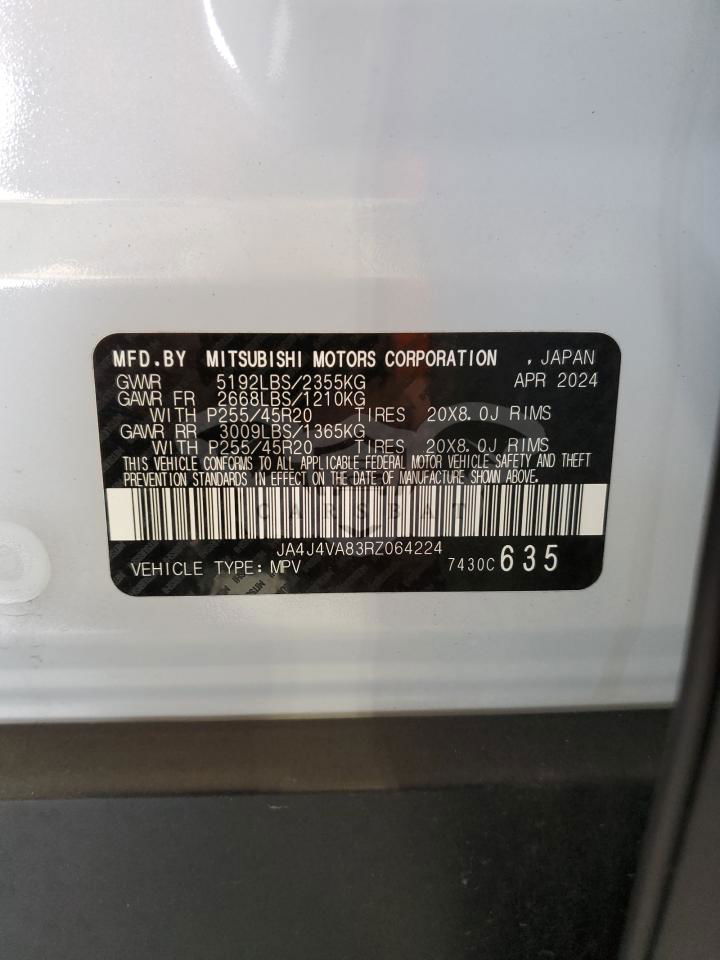 MFD.BY MITSUBISHI MOTORS CORPORATION , JAPAN
GVWR 5192LBS/2355KG APR 2024
GAWR FR 2668LBS/1210KG
WITH P255/45R20 TIRES 20X8.0J RIMS
GAWR RR 3009LBS/1365KG
WITH P255/45R20 TIRES 20X8.0J RIMS
THIS VEHICLE CONFORMS TO ALL APPLICABLE FEDERAL MOTOR VEHICLE SAFETY AND THEFT
PREVENTION STANDARDS IN EFFECT ON THE DATE OF MANUFACTURE SHOWN ABOVE.
CARSBAT
JA4J4VA83RZ064224
VEHICLE TYPE: MPV 7430C 635